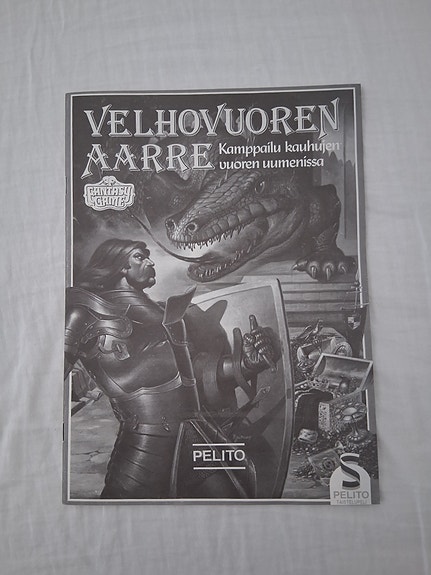 VELHOVUOREN
AARRE
Kamppailu kauhujen
vuoren uumenissa
FANTASY
GAME
PELITO
S
PELITO